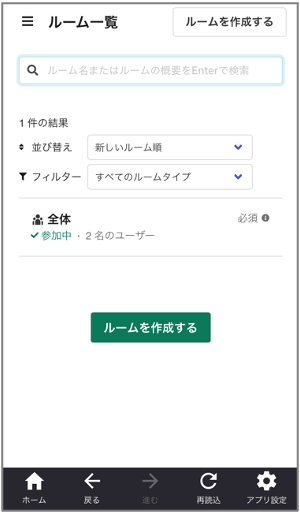 ルーム一覧
ルームを作成する
ルーム名またはルームの概要をEnterで検索
1 件の結果
並び替え 新しいルーム順
フィルター すべてのルームタイプ
全体 必須
参加中 · 2 名のユーザー
ルームを作成する
ホーム 戻る 進む 再読込 アプリ設定